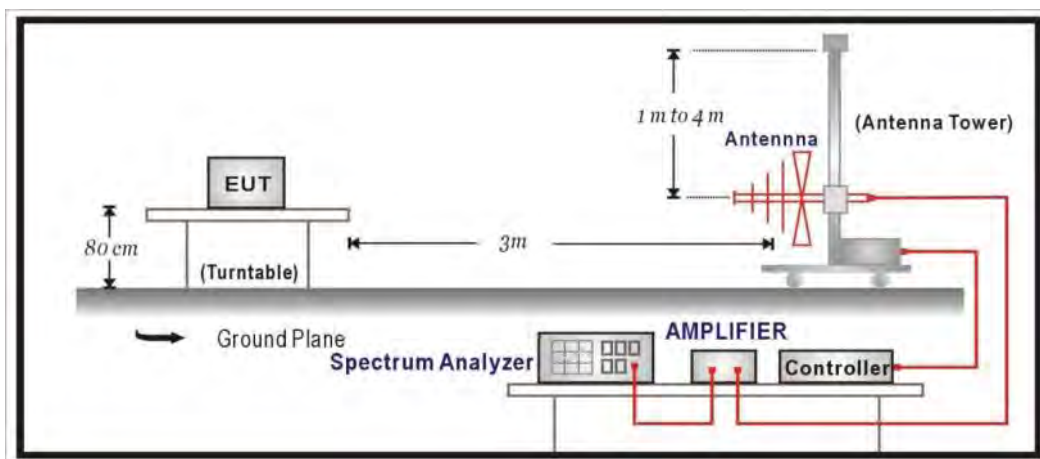 1 m to 4 m
(Antenna Tower)
Antennna
EUT
80 cm
3m
(Turntable)
Ground Plane
AMPLIFIER
Spectrum Analyzer
Controller